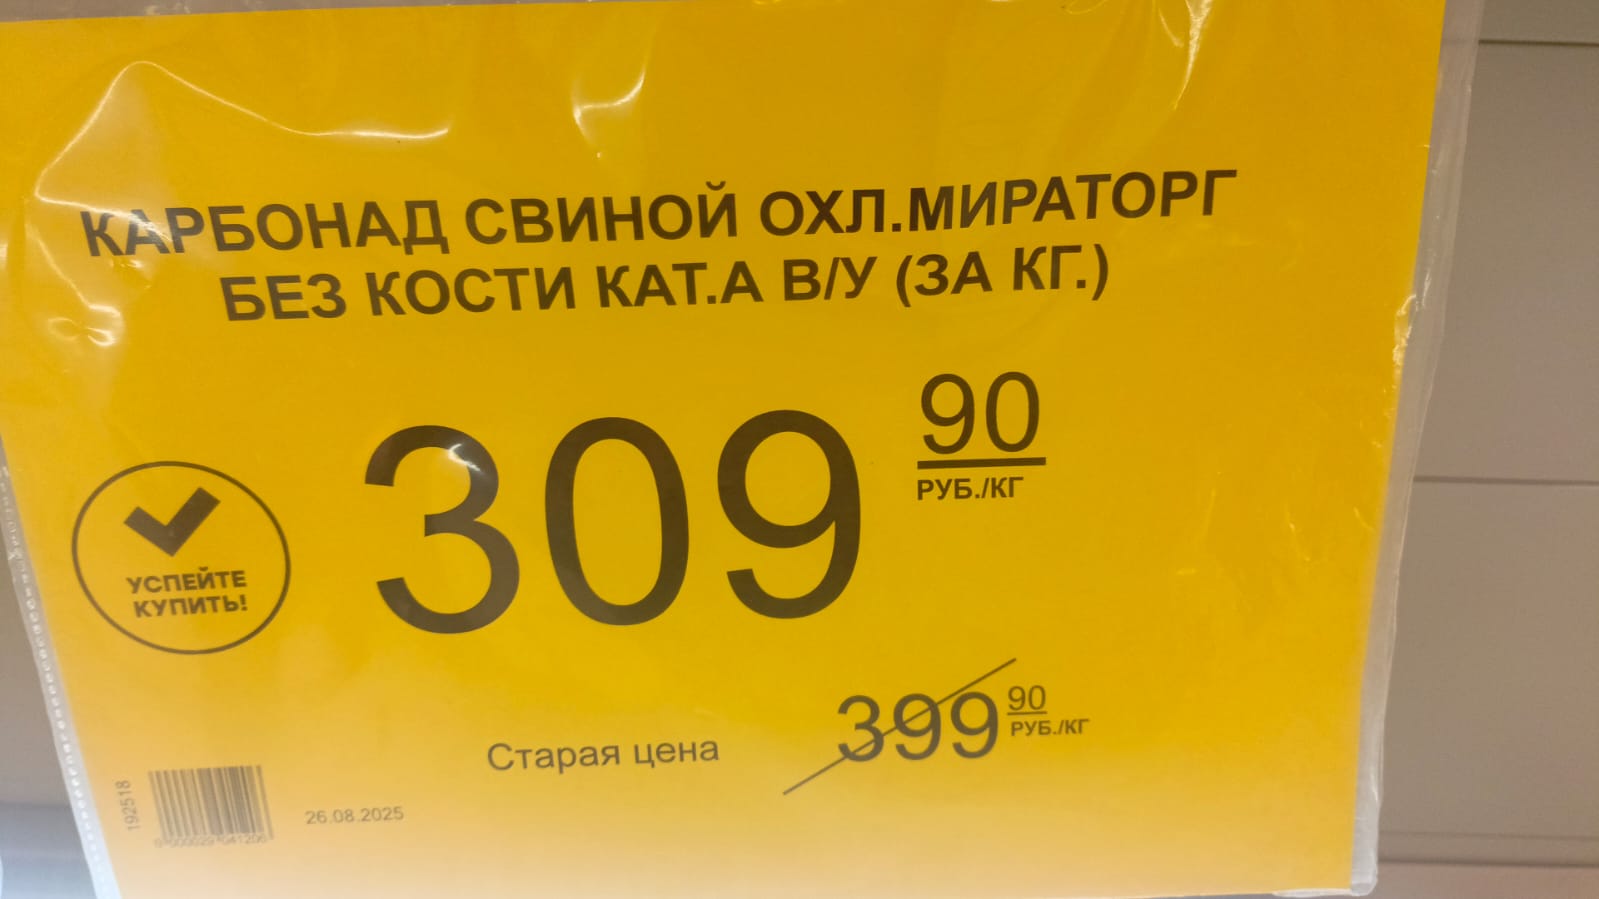 КАРБОНАД СВИНОЙ ОХЛ.МИРАТОРГ
БЕЗ КОСТИ КАТ.А В/У (ЗА КГ.)
309 90
РУБ./КГ
УСПЕЙТЕ
КУПИТЬ!
Старая цена 399 90
РУБ./КГ
192518
26.08.2025